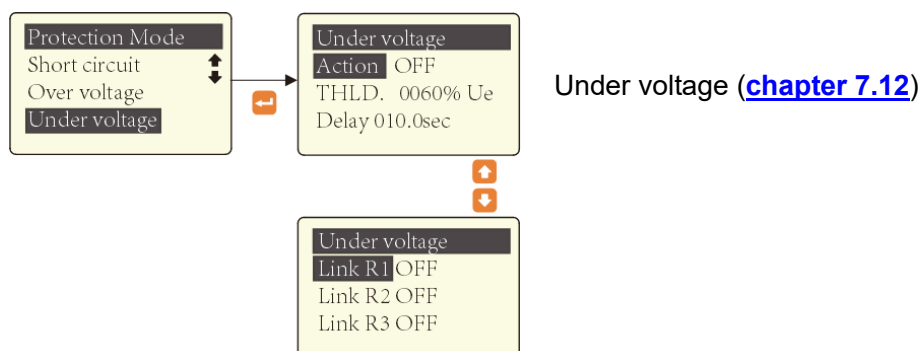 Protection Mode
Short circuit
Over voltage
Under voltage
Under voltage
Action OFF
THLD. 0060% Ue
Delay 010.0sec
Under voltage (chapter 7.12)
Under voltage
Link R1 OFF
Link R2 OFF
Link R3 OFF